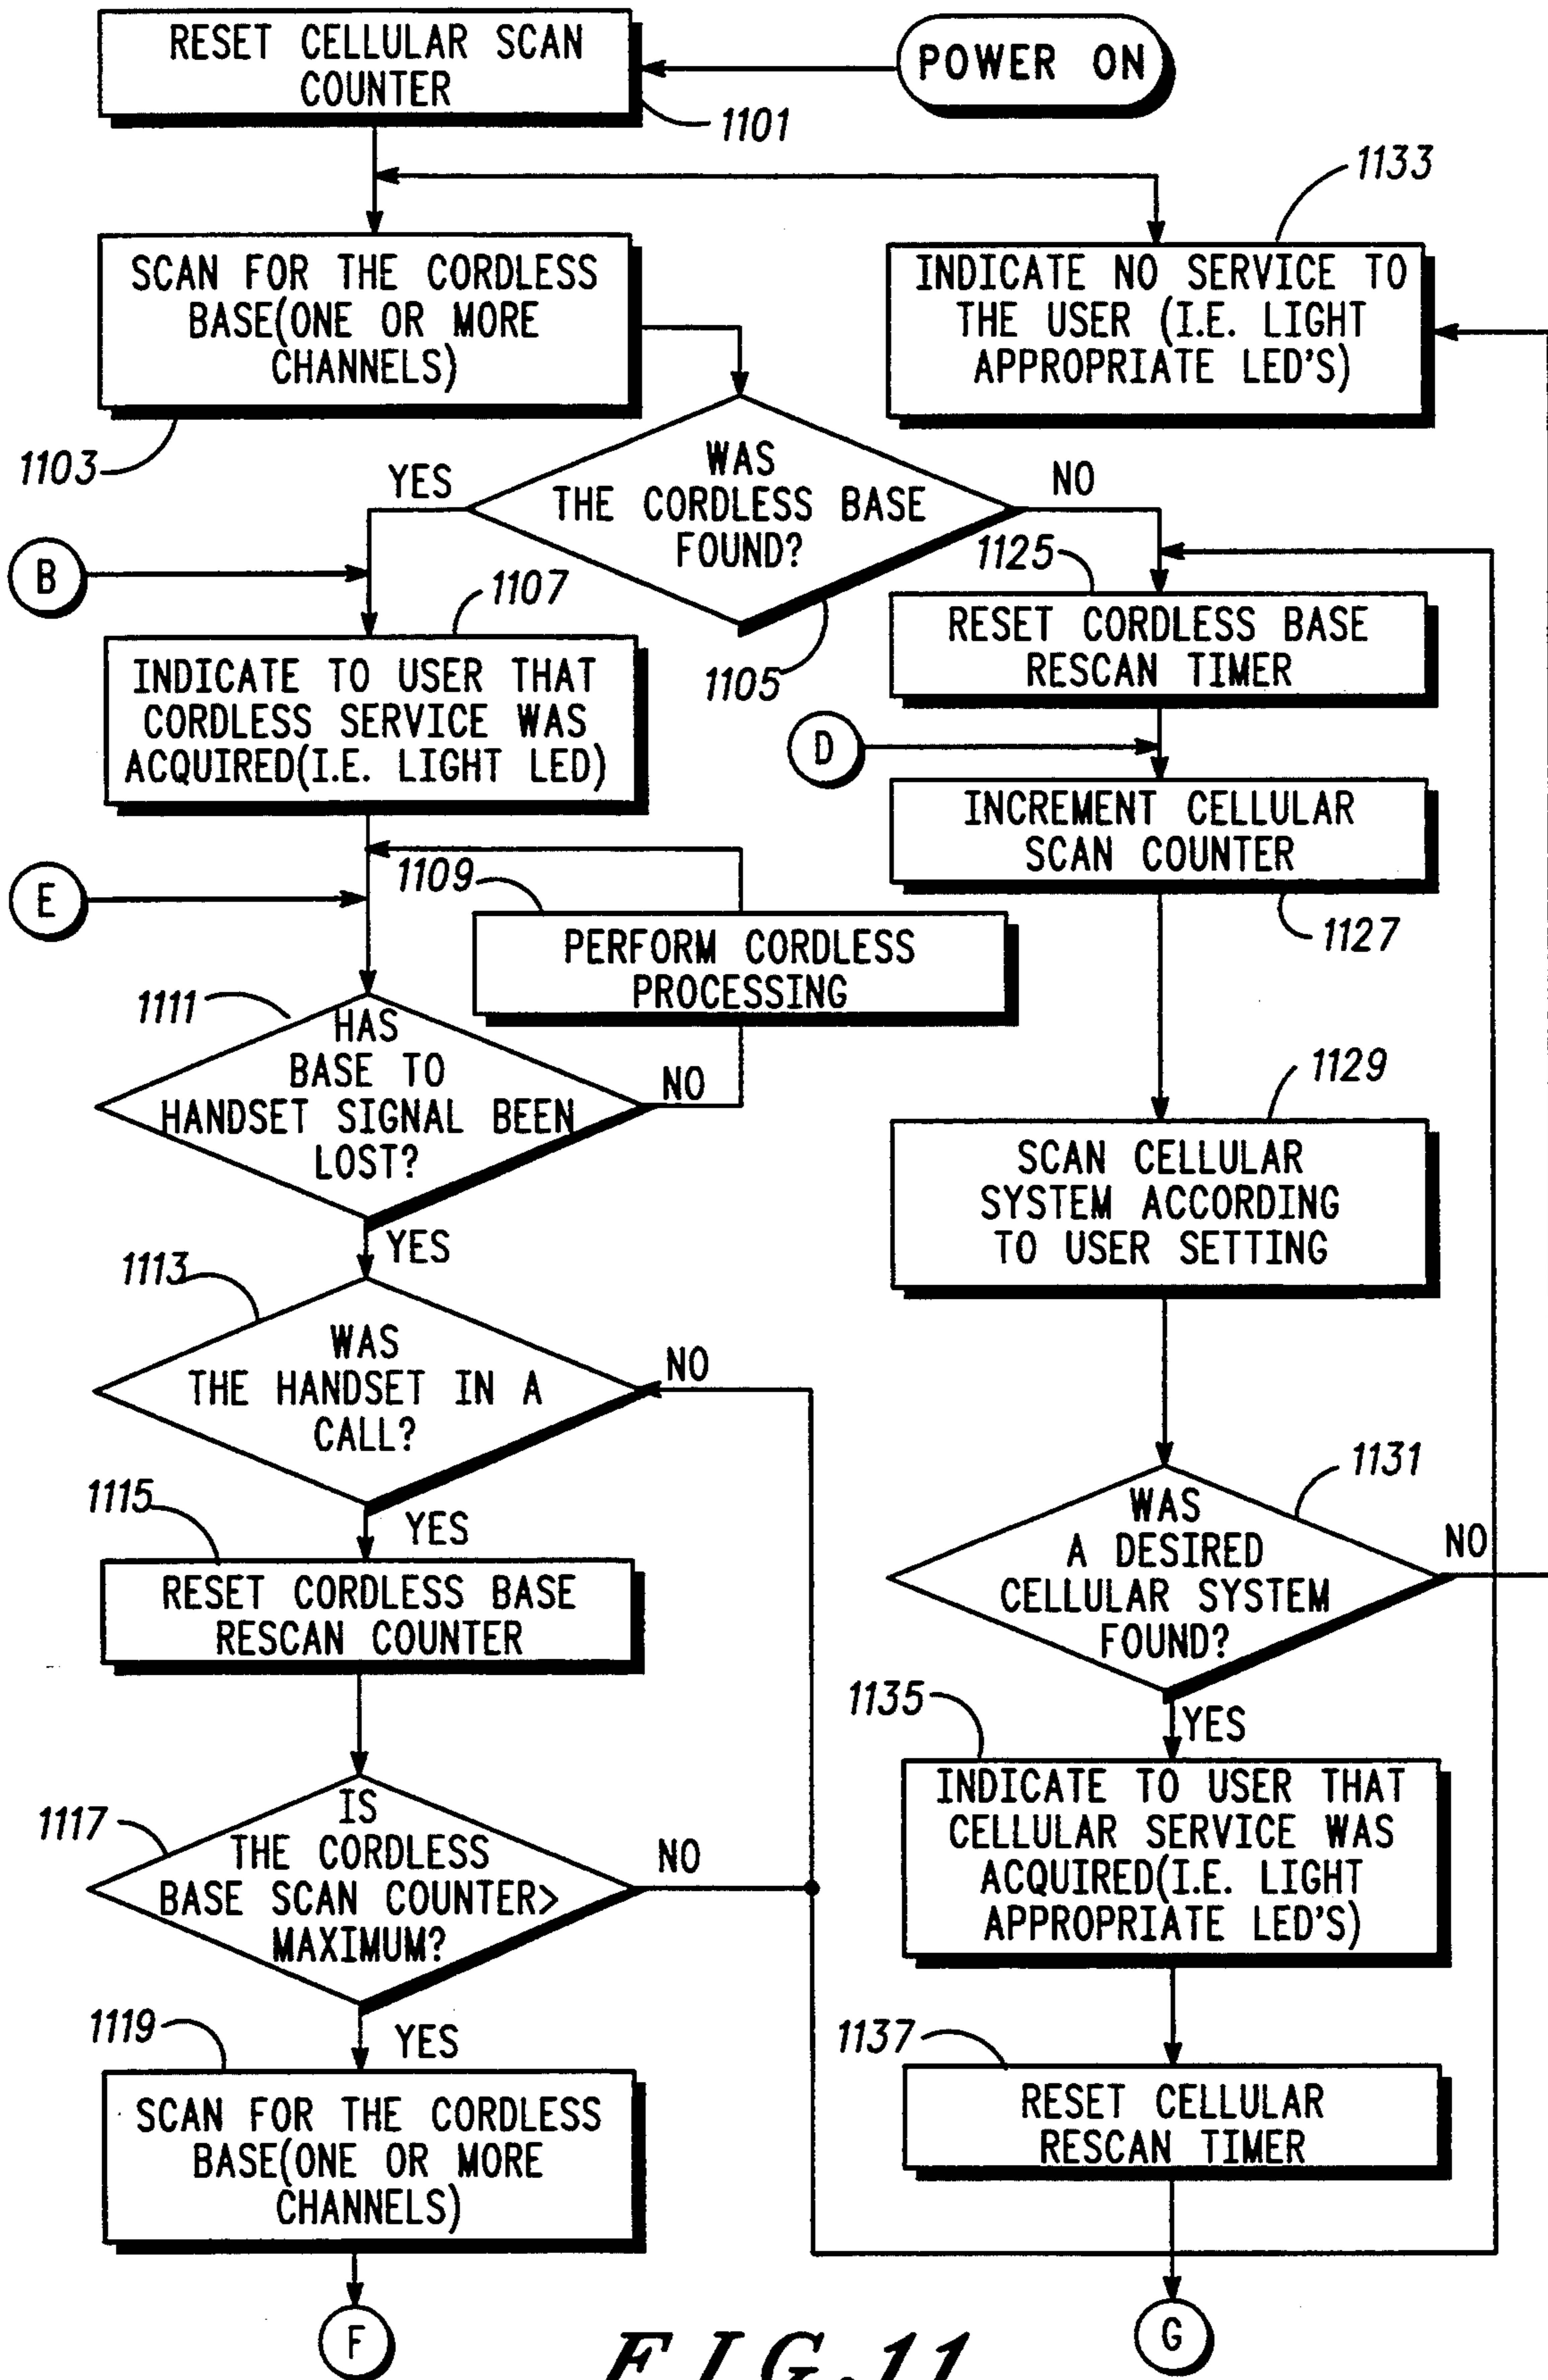 RESET CELLULAR SCAN
COUNTER
POWER ON
1101
1133
SCAN FOR THE CORDLESS
BASE(ONE OR MORE
CHANNELS)
INDICATE NO SERVICE TO
THE USER (I.E. LIGHT
APPROPRIATE LED'S)
1103
YES
WAS
THE CORDLESS BASE
FOUND?
NO
B
1107
1105
1125
RESET CORDLESS BASE
RESCAN TIMER
INDICATE TO USER THAT
CORDLESS SERVICE WAS
ACQUIRED(I.E. LIGHT LED)
D
INCREMENT CELLULAR
SCAN COUNTER
1127
E
1109
PERFORM CORDLESS
PROCESSING
1111
HAS
BASE TO
HANDSET SIGNAL BEEN
LOST?
NO
YES
1129
SCAN CELLULAR
SYSTEM ACCORDING
TO USER SETTING
1113
WAS
THE HANDSET IN A
CALL?
NO
YES
1131
WAS
A DESIRED
CELLULAR SYSTEM
FOUND?
NO
YES
1115
RESET CORDLESS BASE
RESCAN COUNTER
1135
INDICATE TO USER THAT
CELLULAR SERVICE WAS
ACQUIRED(I.E. LIGHT
APPROPRIATE LED'S)
1117
IS
THE CORDLESS
BASE SCAN COUNTER>
MAXIMUM?
NO
YES
1119
SCAN FOR THE CORDLESS
BASE(ONE OR MORE
CHANNELS)
1137
RESET CELLULAR
RESCAN TIMER
F
G
FIG.11